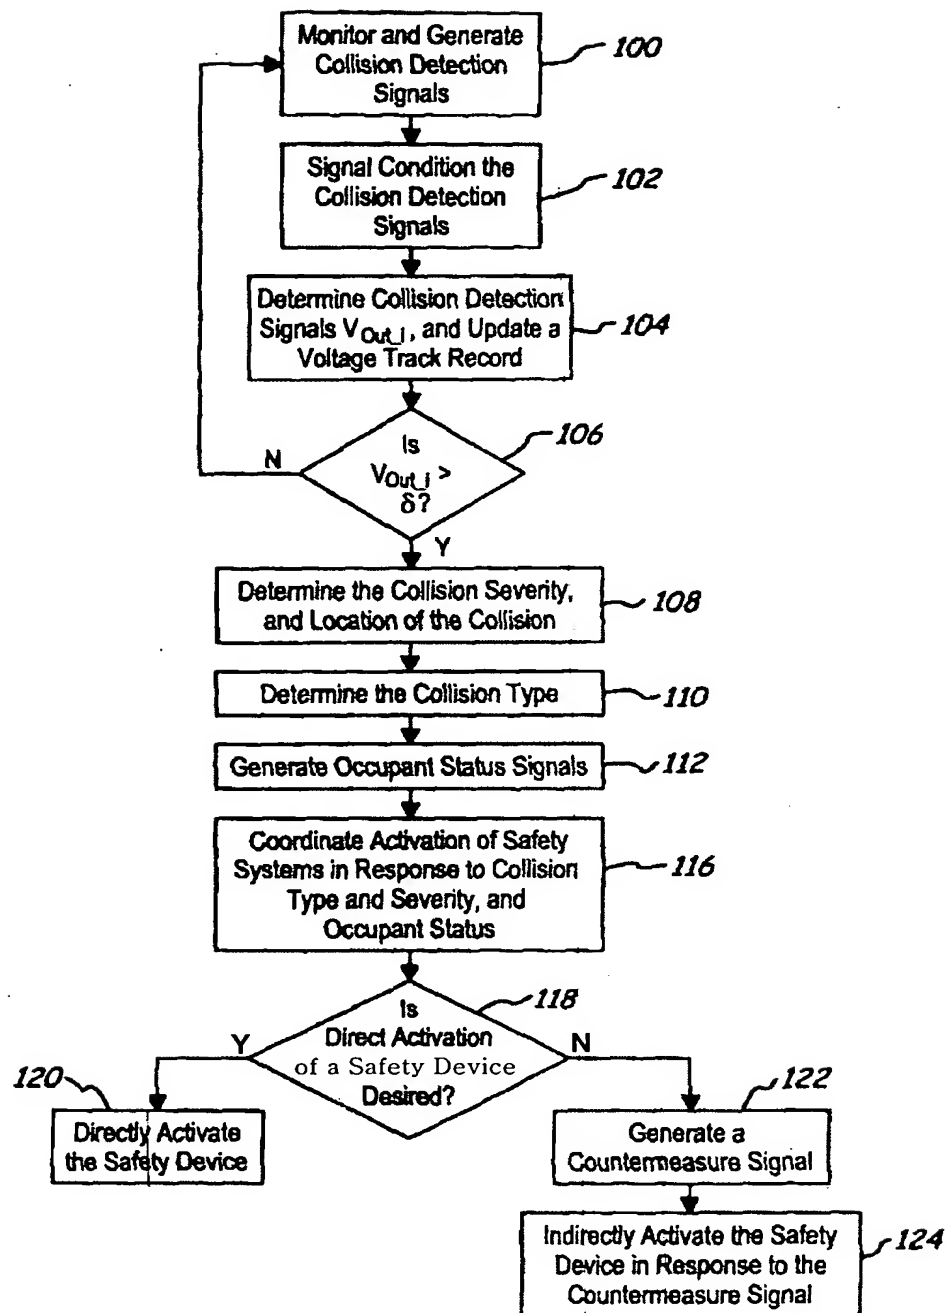 Monitor and Generate
Collision Detection
Signals
100
Signal Condition the
Collision Detection
Signals
102
Determine Collision Detection
Signals VOut_i, and Update a
Voltage Track Record
104
Is
VOut_i >
δ?
106
N
Y
Determine the Collision Severity,
and Location of the Collision
108
Determine the Collision Type
110
Generate Occupant Status Signals
112
Coordinate Activation of Safety
Systems in Response to Collision
Type and Severity, and
Occupant Status
116
Is
Direct Activation
of a Safety Device
Desired?
118
Y
N
120
Directly Activate
the Safety Device
122
Generate a
Countermeasure Signal
Indirectly Activate the Safety
Device in Response to the
Countermeasure Signal
124